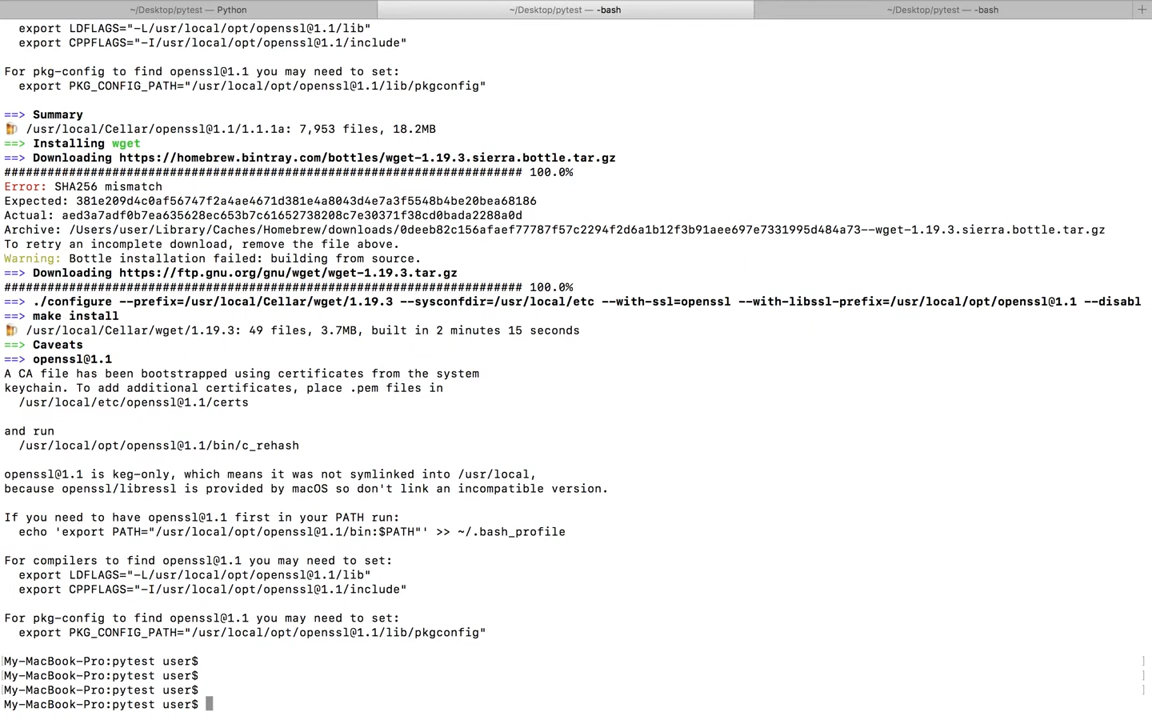 ~/Desktop/pytest — Python
~/Desktop/pytest — -bash
~/Desktop/pytest — -bash
export LDFLAGS="-L/usr/local/opt/openssl@1.1/lib"
export CPPFLAGS="-I/usr/local/opt/openssl@1.1/include"
For pkg-config to find openssl@1.1 you may need to set:
export PKG_CONFIG_PATH="/usr/local/opt/openssl@1.1/lib/pkgconfig"
==> Summary
🍺 /usr/local/Cellar/openssl@1.1/1.1.1a: 7,953 files, 18.2MB
==> Installing wget
==> Downloading https://homebrew.bintray.com/bottles/wget-1.19.3.sierra.bottle.tar.gz
######################################################################## 100.0%
Error: SHA256 mismatch
Expected: 381e209d4c0af56747f2a4ae4671d381e4a8043d4e7a3f5548b4be20bea68186
Actual: aed3a7adf0b7ea635628ec653b7c61652738208c7e30371f38cd0bada2288a0d
Archive: /Users/user/Library/Caches/Homebrew/downloads/0deeb82c156afaef77787f57c2294f2d6a1b12f3b91aee697e7331995d484a73--wget-1.19.3.sierra.bottle.tar.gz
To retry an incomplete download, remove the file above.
Warning: Bottle installation failed: building from source.
==> Downloading https://ftp.gnu.org/gnu/wget/wget-1.19.3.tar.gz
######################################################################## 100.0%
==> ./configure --prefix=/usr/local/Cellar/wget/1.19.3 --sysconfdir=/usr/local/etc --with-ssl=openssl --with-libssl-prefix=/usr/local/opt/openssl@1.1 --disabl
==> make install
🍺 /usr/local/Cellar/wget/1.19.3: 49 files, 3.7MB, built in 2 minutes 15 seconds
==> Caveats
==> openssl@1.1
A CA file has been bootstrapped using certificates from the system
keychain. To add additional certificates, place .pem files in
/usr/local/etc/openssl@1.1/certs
and run
/usr/local/opt/openssl@1.1/bin/c_rehash
openssl@1.1 is keg-only, which means it was not symlinked into /usr/local,
because openssl/libressl is provided by macOS so don't link an incompatible version.
If you need to have openssl@1.1 first in your PATH run:
echo 'export PATH="/usr/local/opt/openssl@1.1/bin:$PATH"' >> ~/.bash_profile
For compilers to find openssl@1.1 you may need to set:
export LDFLAGS="-L/usr/local/opt/openssl@1.1/lib"
export CPPFLAGS="-I/usr/local/opt/openssl@1.1/include"
For pkg-config to find openssl@1.1 you may need to set:
export PKG_CONFIG_PATH="/usr/local/opt/openssl@1.1/lib/pkgconfig"
My-MacBook-Pro:pytest user$
My-MacBook-Pro:pytest user$
My-MacBook-Pro:pytest user$
My-MacBook-Pro:pytest user$